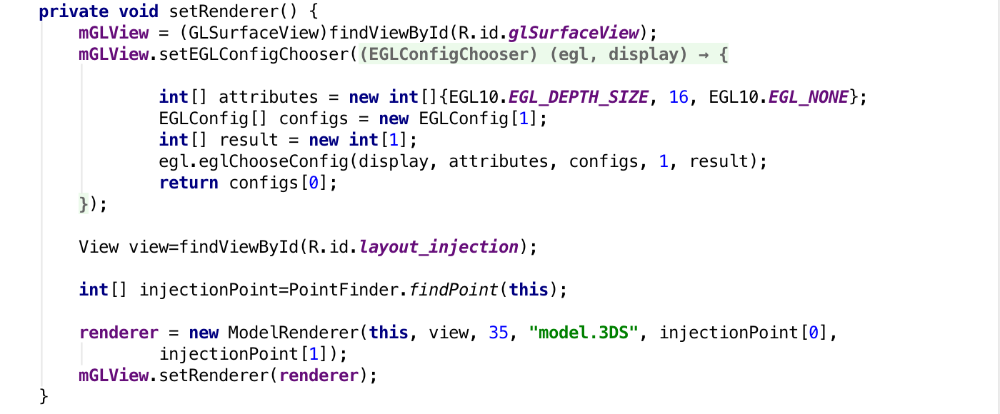 private void setRenderer() {
mGLView = (GLSurfaceView)findViewById(R.id.glSurfaceView);
mGLView.setEGLConfigChooser((EGLConfigChooser) (egl, display) → {
int[] attributes = new int[]{EGL10.EGL_DEPTH_SIZE, 16, EGL10.EGL_NONE};
EGLConfig[] configs = new EGLConfig[1];
int[] result = new int[1];
egl.eglChooseConfig(display, attributes, configs, 1, result);
return configs[0];
});
View view=findViewById(R.id.layout_injection);
int[] injectionPoint=PointFinder.findPoint(this);
renderer = new ModelRenderer(this, view, 35, "model.3DS", injectionPoint[0],
injectionPoint[1]);
mGLView.setRenderer(renderer);
}